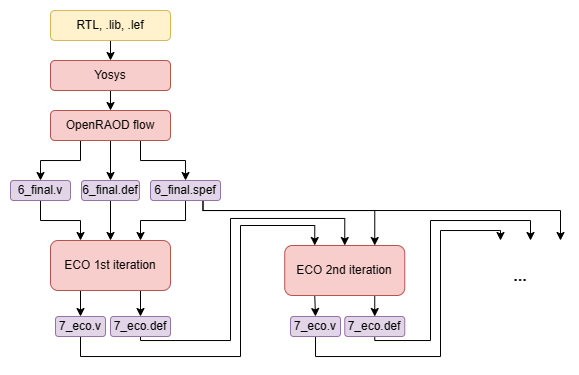 RTL, .lib, .lef
Yosys
OpenRAOD flow
6_final.v
6_final.def
6_final.spef
ECO 1st iteration
ECO 2nd iteration
...
7_eco.v
7_eco.def
7_eco.v
7_eco.def